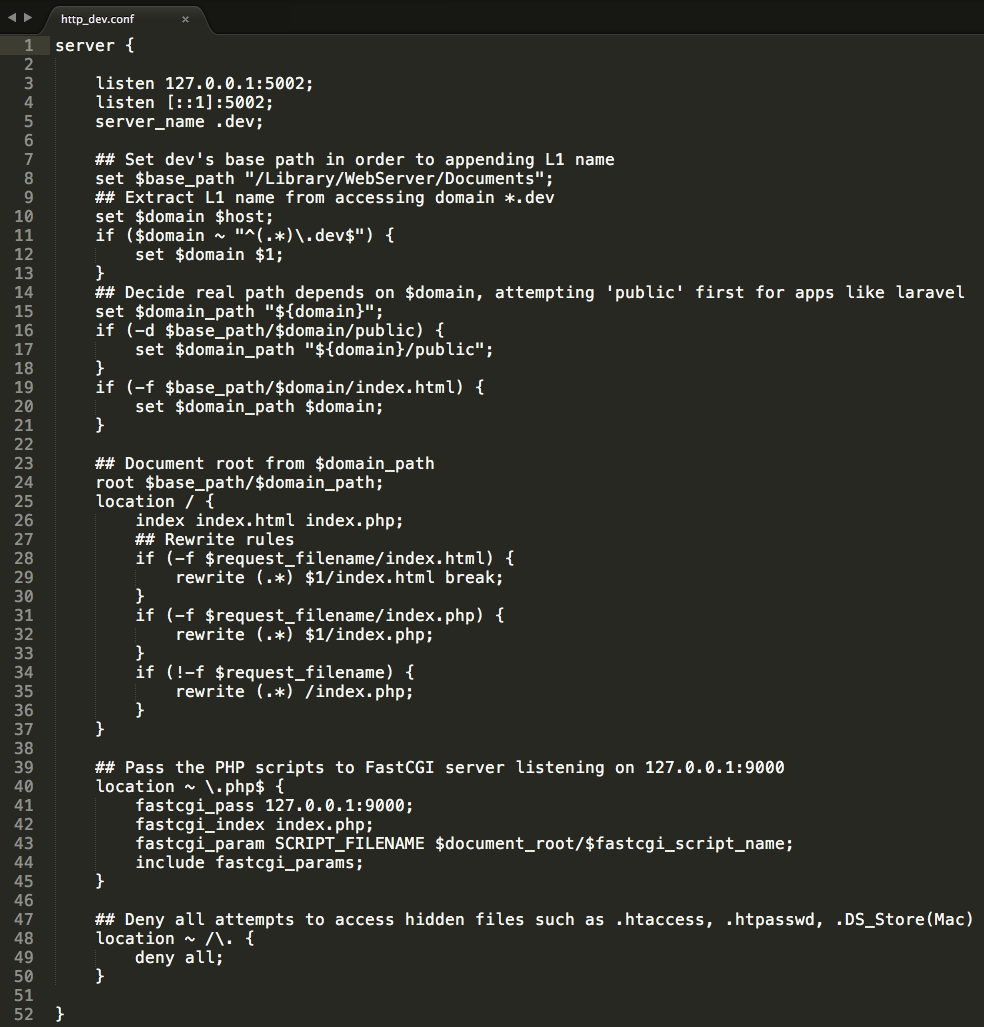 http_dev.conf ×
1 server {
2
3     listen 127.0.0.1:5002;
4     listen [::1]:5002;
5     server_name .dev;
6
7     ## Set dev's base path in order to appending L1 name
8     set $base_path "/Library/WebServer/Documents";
9     ## Extract L1 name from accessing domain *.dev
10     set $domain $host;
11     if ($domain ~ "^(.*)\.dev$") {
12         set $domain $1;
13     }
14     ## Decide real path depends on $domain, attempting 'public' first for apps like laravel
15     set $domain_path "${domain}";
16     if (-d $base_path/$domain/public) {
17         set $domain_path "${domain}/public";
18     }
19     if (-f $base_path/$domain/index.html) {
20         set $domain_path $domain;
21     }
22
23     ## Document root from $domain_path
24     root $base_path/$domain_path;
25     location / {
26         index index.html index.php;
27         ## Rewrite rules
28         if (-f $request_filename/index.html) {
29             rewrite (.*) $1/index.html break;
30         }
31         if (-f $request_filename/index.php) {
32             rewrite (.*) $1/index.php;
33         }
34         if (!-f $request_filename) {
35             rewrite (.*) /index.php;
36         }
37     }
38
39     ## Pass the PHP scripts to FastCGI server listening on 127.0.0.1:9000
40     location ~ \.php$ {
41         fastcgi_pass 127.0.0.1:9000;
42         fastcgi_index index.php;
43         fastcgi_param SCRIPT_FILENAME $document_root/$fastcgi_script_name;
44         include fastcgi_params;
45     }
46
47     ## Deny all attempts to access hidden files such as .htaccess, .htpasswd, .DS_Store(Mac)
48     location ~ /\. {
49         deny all;
50     }
51
52 }